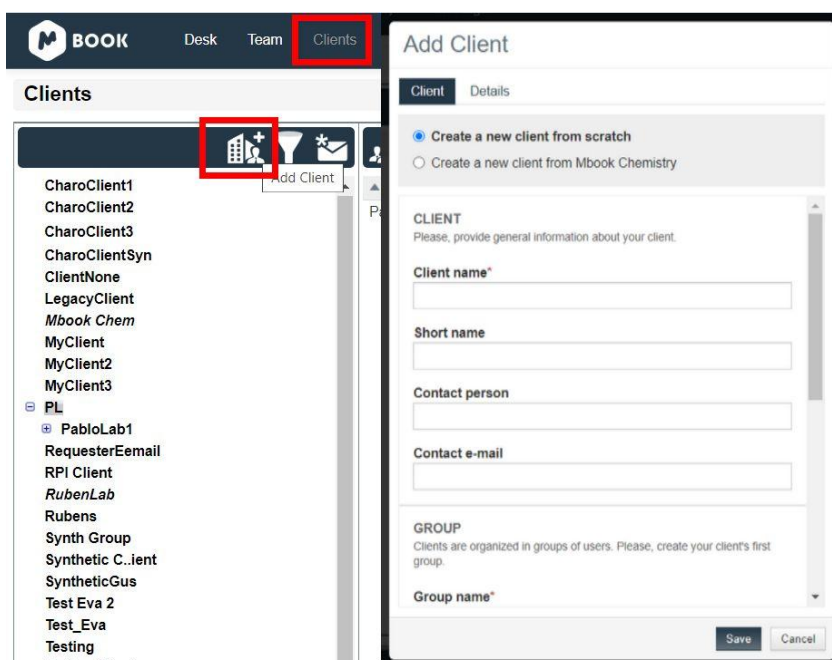 M BOOK Desk Team Clients
Clients
Add Client
CharoClient1
CharoClient2
CharoClient3
CharoClientSyn
ClientNone
LegacyClient
Mbook Chem
MyClient
MyClient2
MyClient3
PL
PabloLab1
RequesterEemail
RPI Client
RubenLab
Rubens
Synth Group
Synthetic C..ient
SyntheticGus
Test Eva 2
Test_Eva
Testing
Add Client
Client Details
Create a new client from scratch
Create a new client from Mbook Chemistry
CLIENT
Please, provide general information about your client.
Client name*
Short name
Contact person
Contact e-mail
GROUP
Clients are organized in groups of users. Please, create your client's first
group.
Group name*
Save Cancel